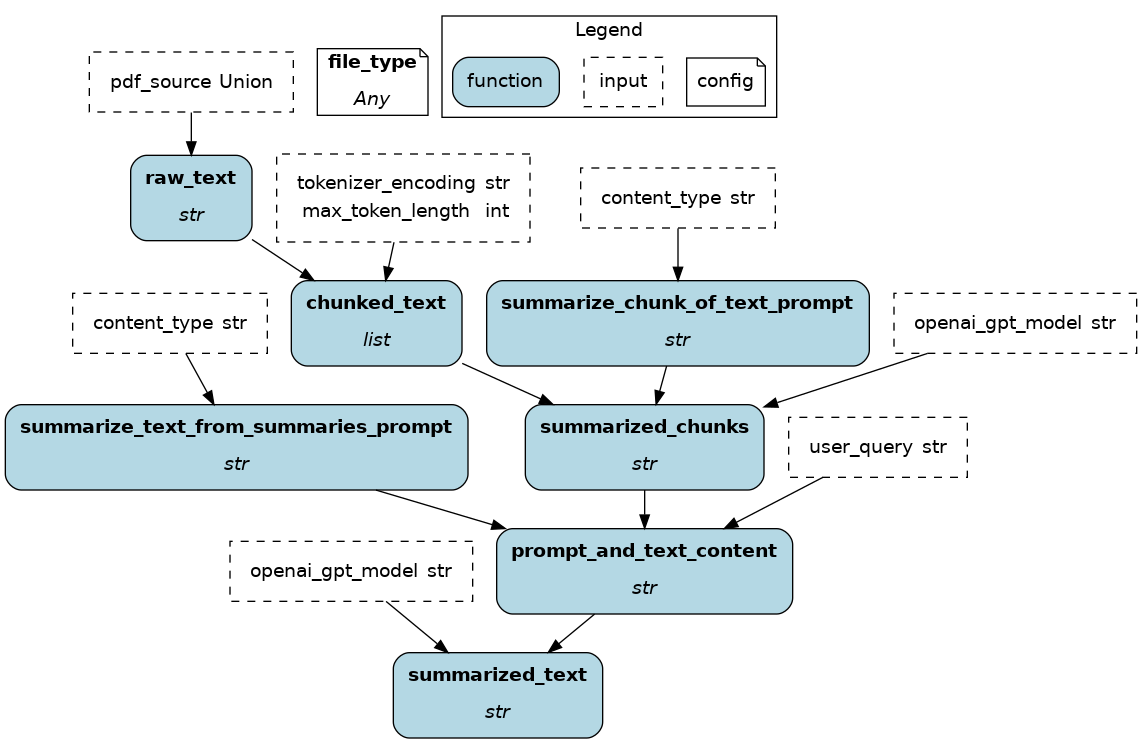 Legend
pdf_source Union
file_type
Any
function
input
config
raw_text
str
tokenizer_encoding str
max_token_length int
content_type str
chunked_text
list
summarize_chunk_of_text_prompt
str
content_type str
openai_gpt_model str
summarize_text_from_summaries_prompt
str
summarized_chunks
str
user_query str
prompt_and_text_content
str
openai_gpt_model str
summarized_text
str